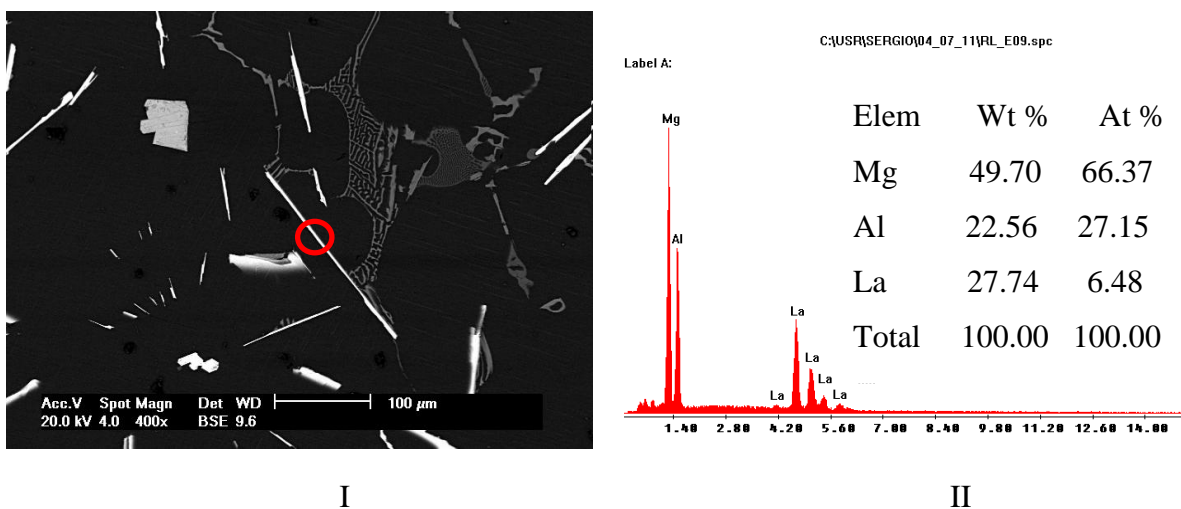 C:\USR\SERGIO\04_07_11\RL_E09.spc
Label A:
Elem Wt % At %
Mg 49.70 66.37
Al 22.56 27.15
La 27.74 6.48
Total 100.00 100.00
Mg
Al
La
La
La
La
La
1.40 2.80 4.20 5.60 7.00 8.40 9.80 11.20 12.60 14.00
Acc.V Spot Magn Det WD 100 µm
20.0 kV 4.0 400x BSE 9.6
I
II